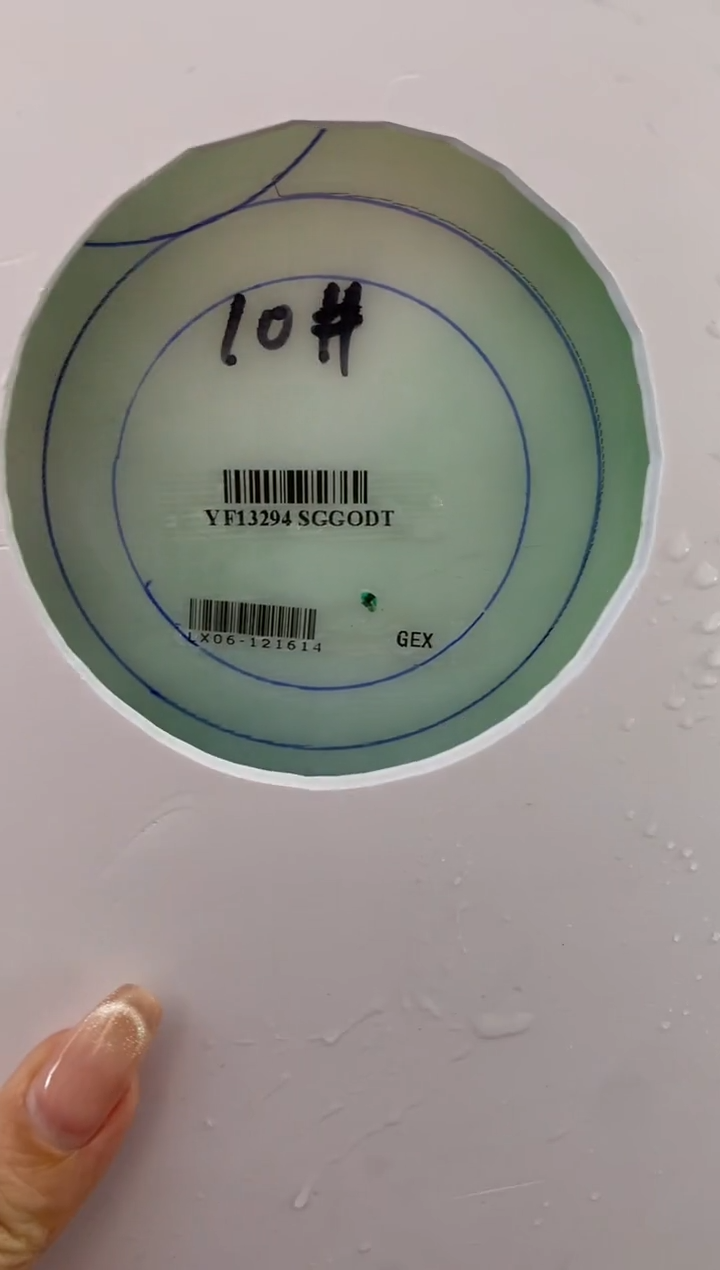 10#
YF13294 SGGODT
LX06-121614
GEX